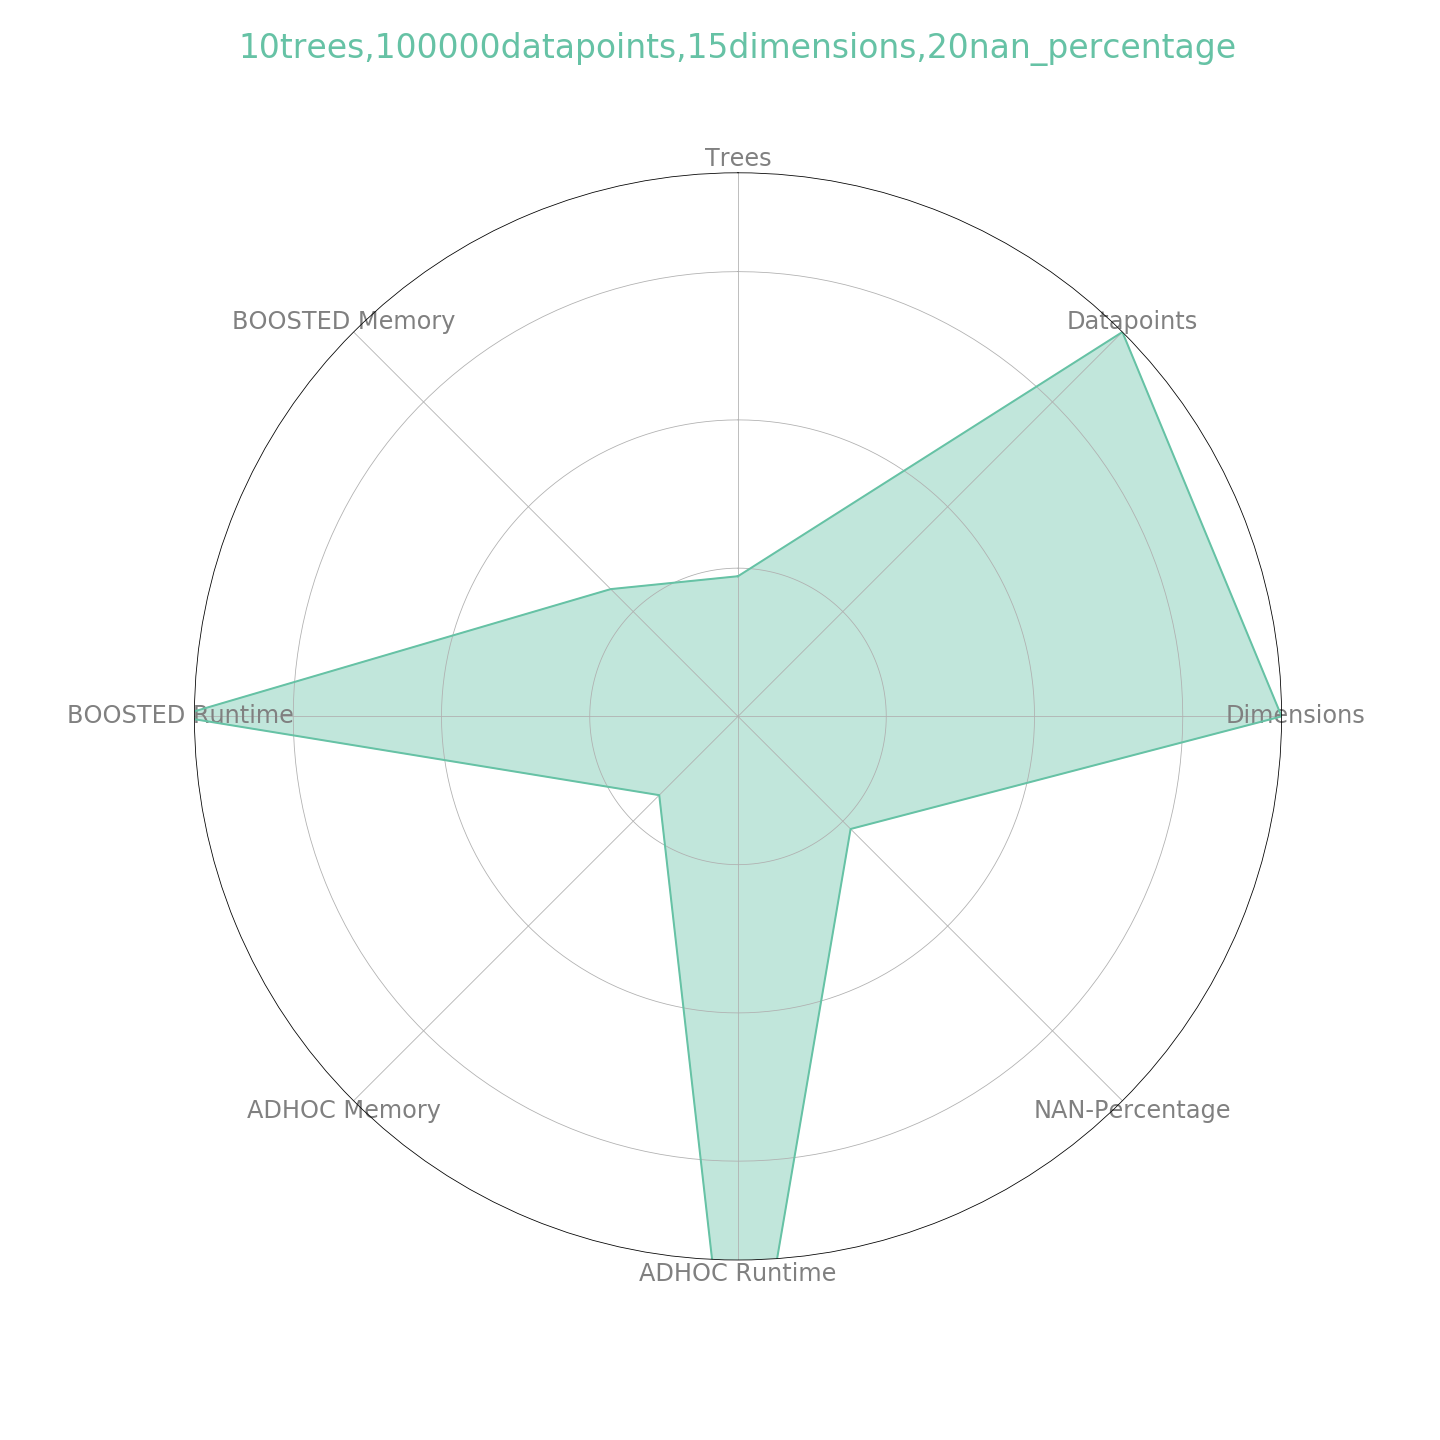 10trees,100000datapoints,15dimensions,20nan_percentage
Trees
BOOSTED Memory
Datapoints
BOOSTED Runtime
Dimensions
ADHOC Memory
NAN-Percentage
ADHOC Runtime